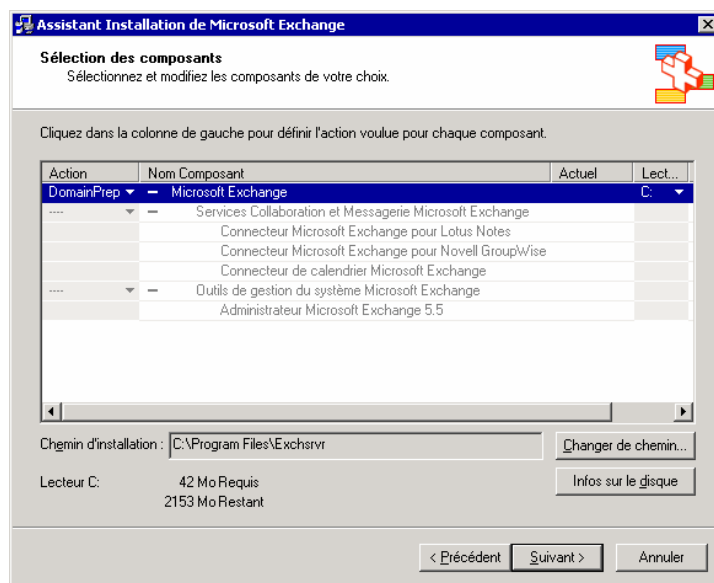 Assistant Installation de Microsoft Exchange
Sélection des composants
Sélectionnez et modifiez les composants de votre choix.
Cliquez dans la colonne de gauche pour définir l'action voulue pour chaque composant.
Action Nom Composant Actuel Lect...
DomainPrep Microsoft Exchange C:
---- Services Collaboration et Messagerie Microsoft Exchange
Connecteur Microsoft Exchange pour Lotus Notes
Connecteur Microsoft Exchange pour Novell GroupWise
Connecteur de calendrier Microsoft Exchange
---- Outils de gestion du système Microsoft Exchange
Administrateur Microsoft Exchange 5.5
Chemin d'installation : C:\Program Files\Exchsrvr Changer de chemin...
Lecteur C: 42 Mo Requis Infos sur le disque
2153 Mo Restant
< Précédent Suivant > Annuler